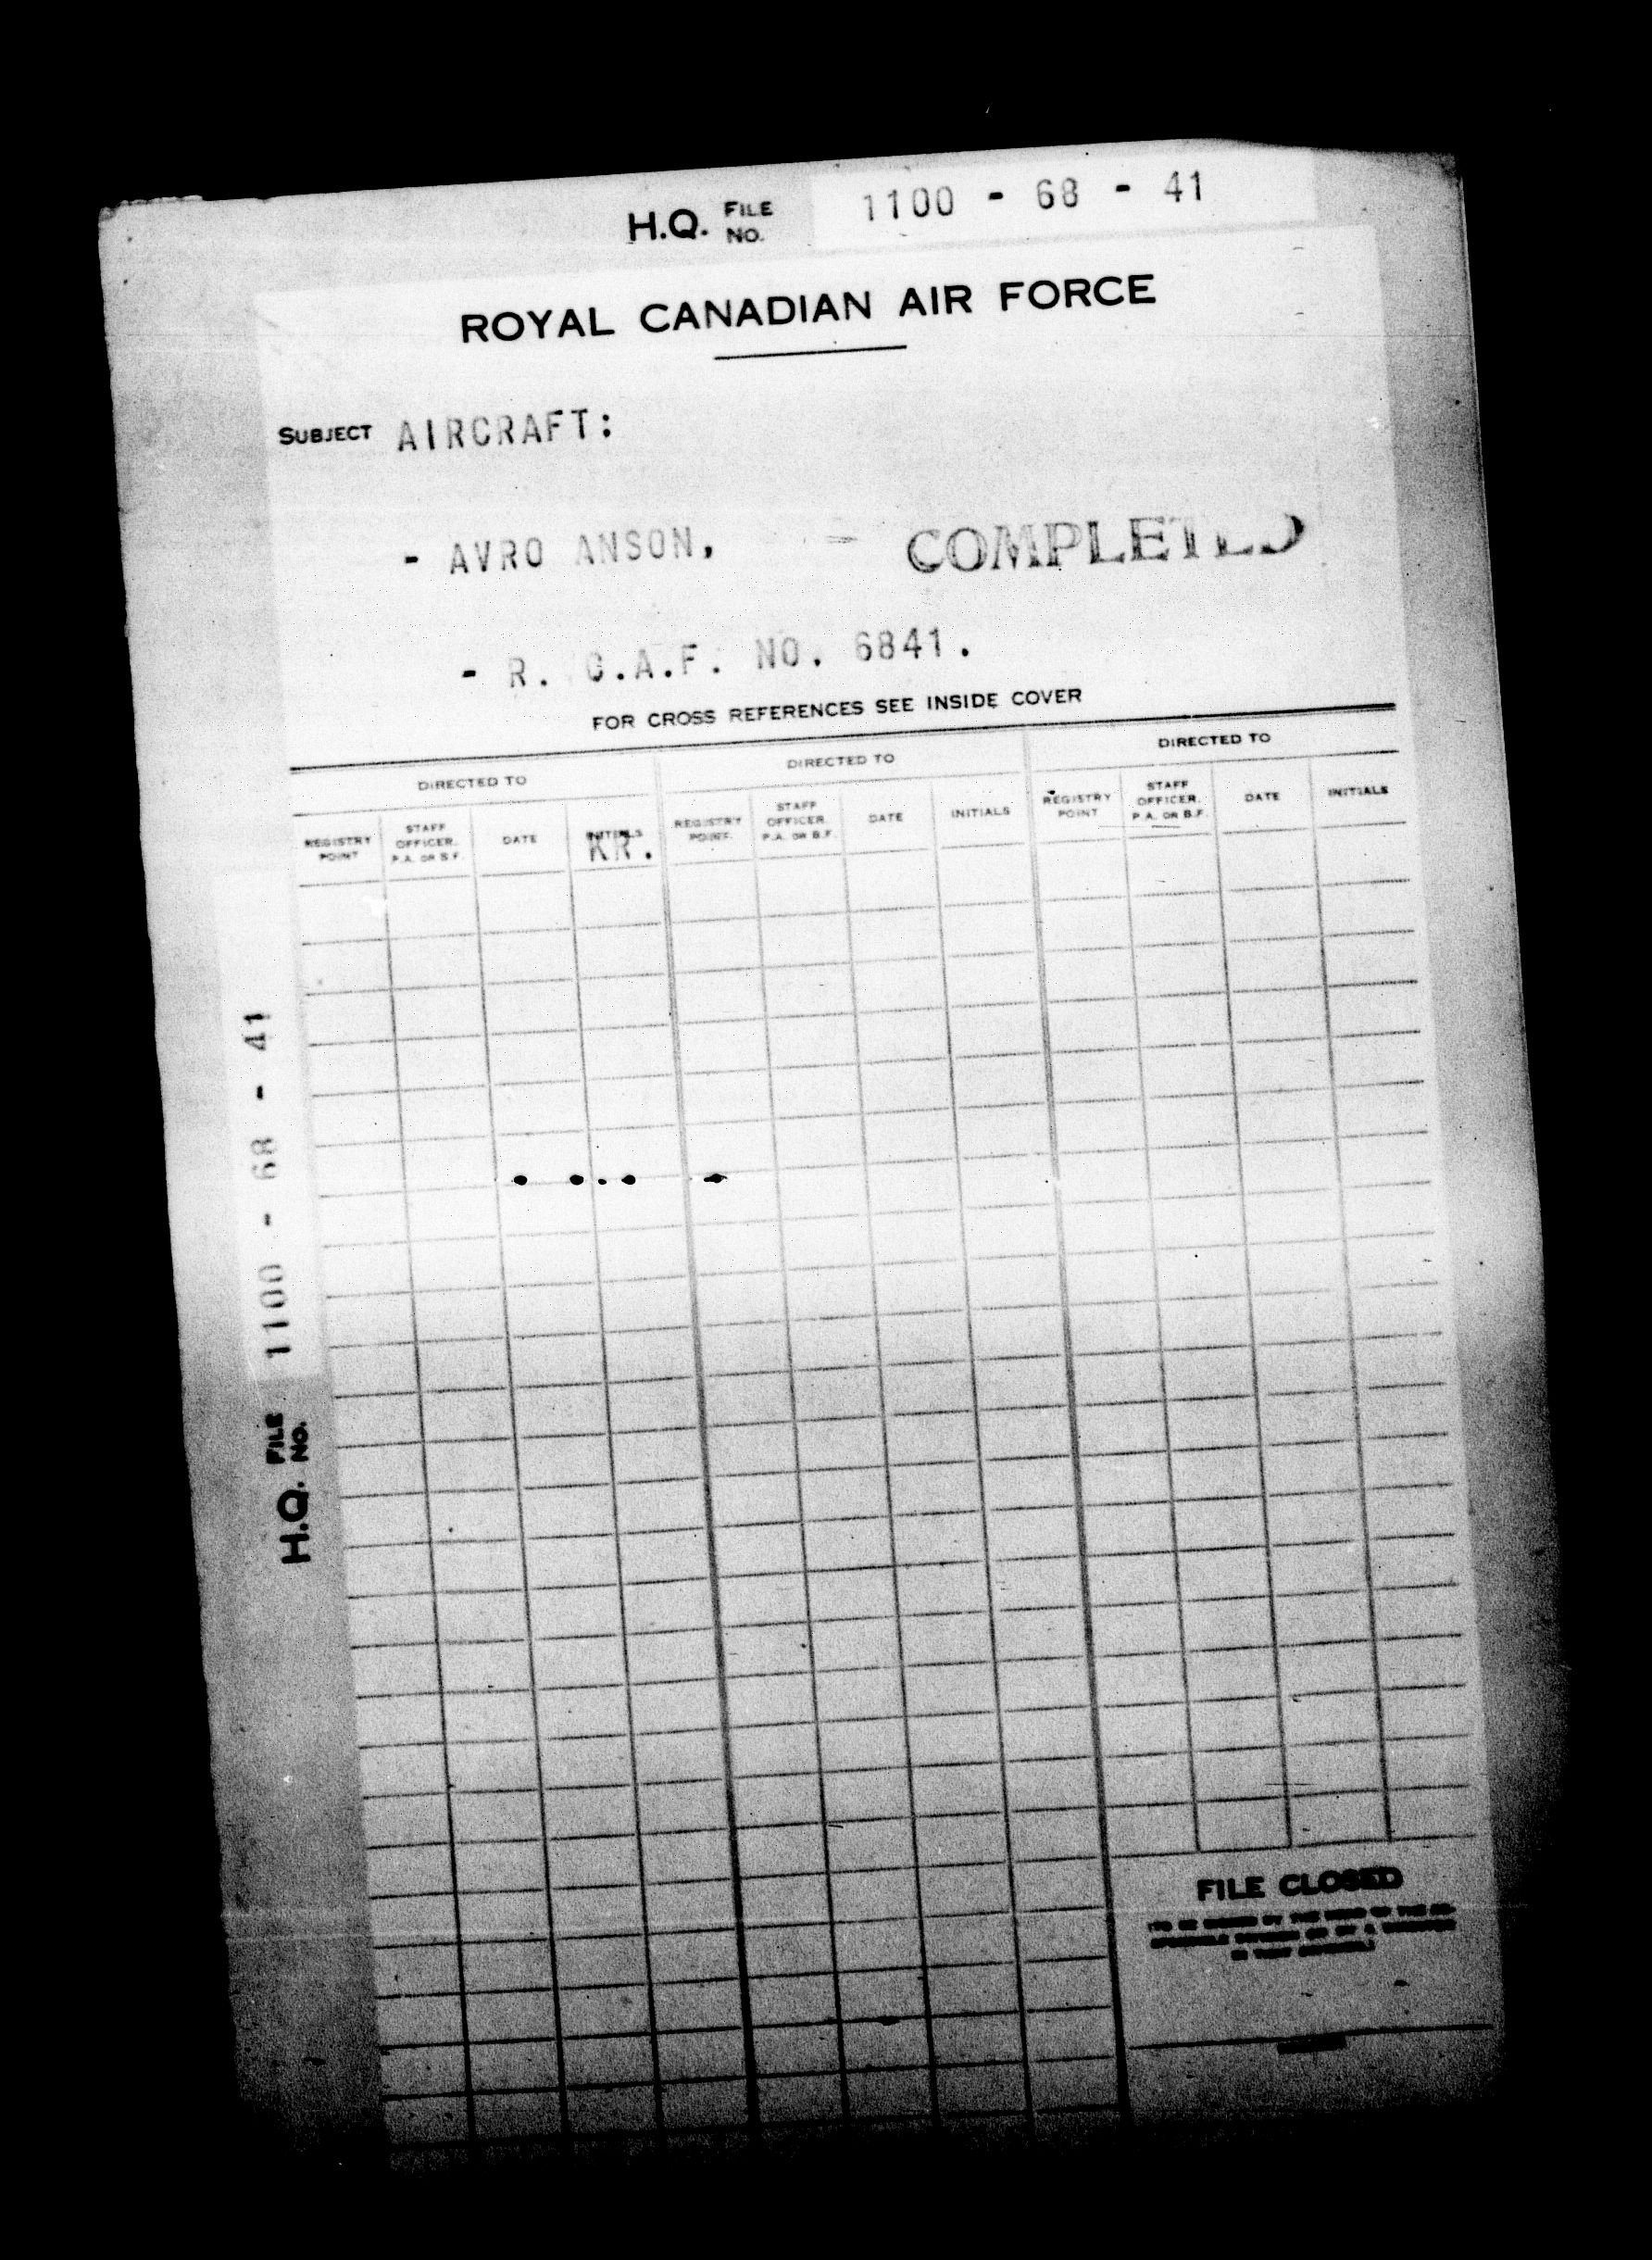 H.Q. FILE NO. 1100 - 68 - 41
ROYAL CANADIAN AIR FORCE
SUBJECT AIRCRAFT:
- AVRO ANSON, - COMPLETED
- R. C.A.F. NO. 6841.
FOR CROSS REFERENCES SEE INSIDE COVER
DIRECTED TO DIRECTED TO DIRECTED TO
REGISTRY POINT STAFF OFFICER. P.A. OR B.F. DATE INITIALS REGISTRY POINT. STAFF OFFICER. P.A. OR B.F. DATE INITIALS REGISTRY POINT STAFF OFFICER. P.A. OR B.F. DATE INITIALS
KR.
H.Q. FILE NO. 1100 - 68 - 41
FILE CLOSED